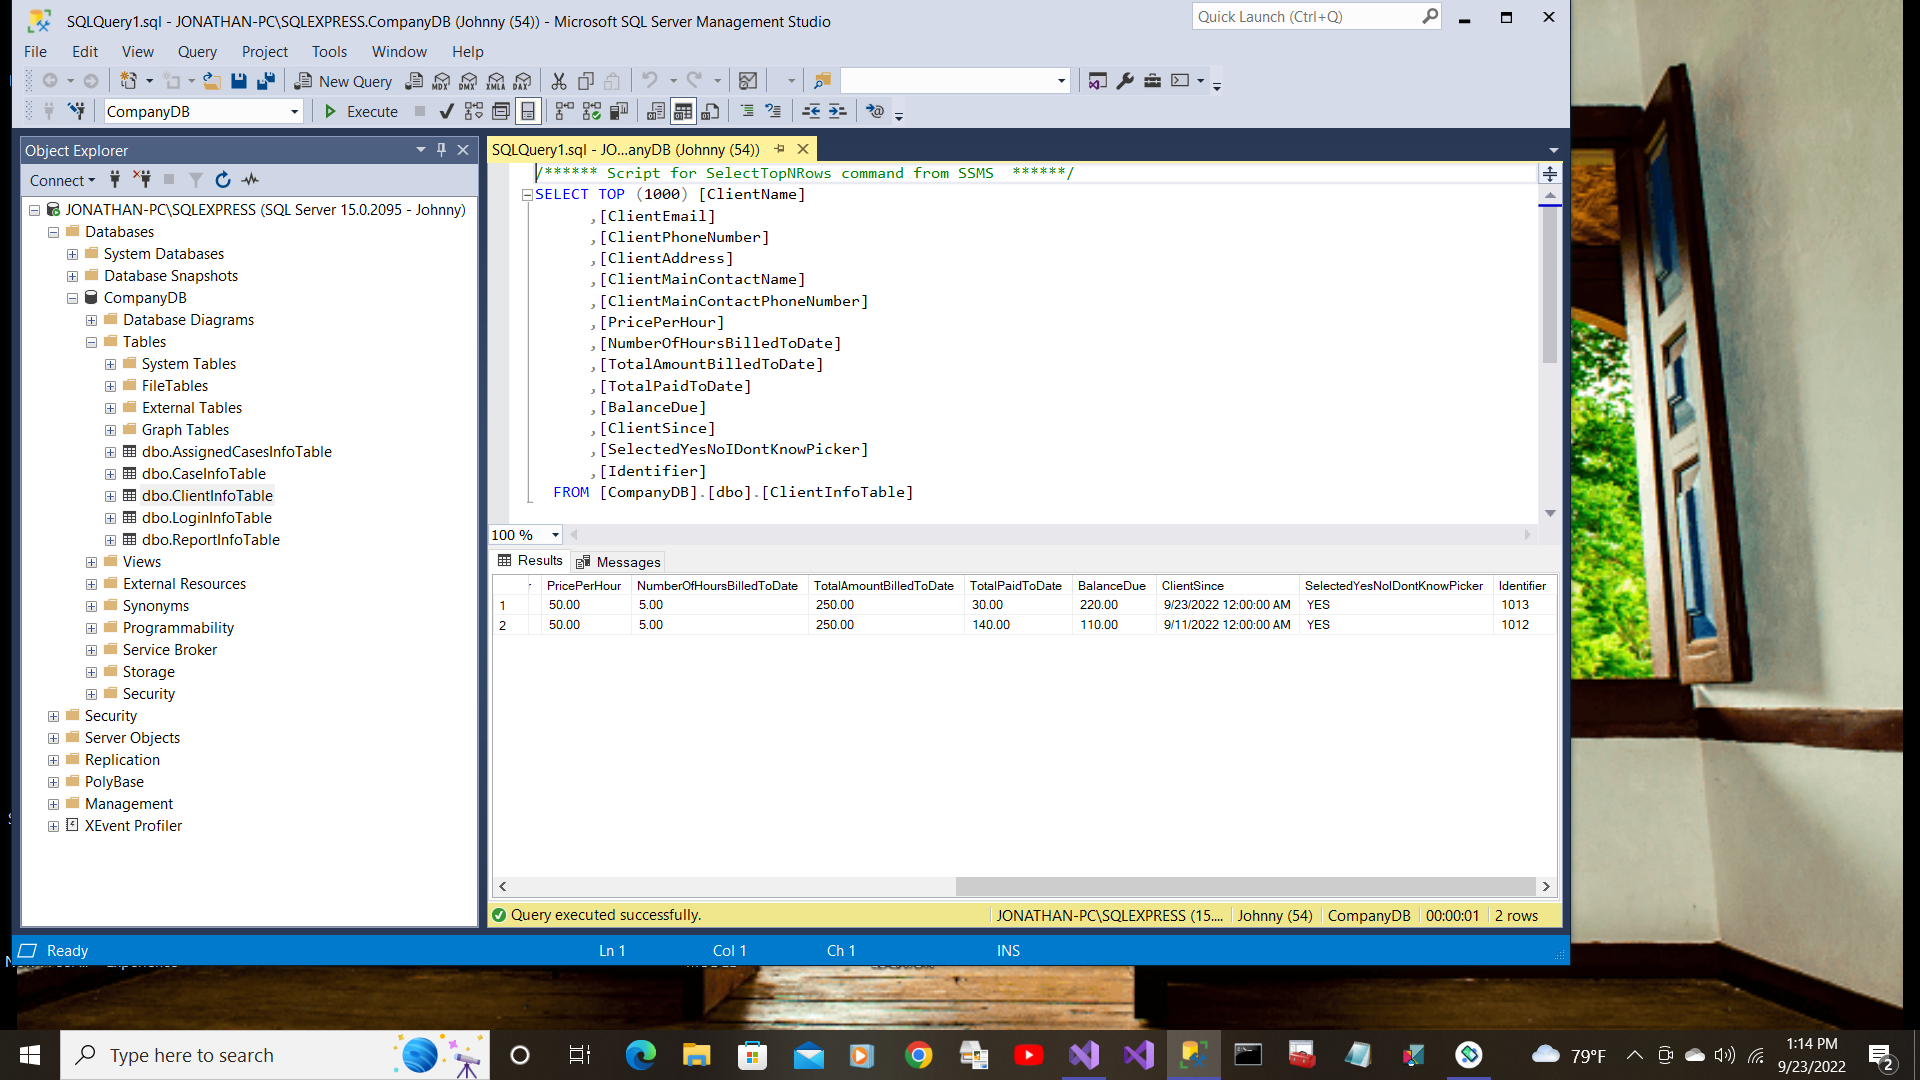 SQLQuery1.sql - JONATHAN-PC\SQLEXPRESS.CompanyDB (Johnny (54)) - Microsoft SQL Server Management Studio
Quick Launch (Ctrl+Q)
File Edit View Query Project Tools Window Help
New Query
MDX DMX XMLA DAX
CompanyDB
Execute
Object Explorer
Connect
JONATHAN-PC\SQLEXPRESS (SQL Server 15.0.2095 - Johnny)
Databases
System Databases
Database Snapshots
CompanyDB
Database Diagrams
Tables
System Tables
FileTables
External Tables
Graph Tables
dbo.AssignedCasesInfoTable
dbo.CaseInfoTable
dbo.ClientInfoTable
dbo.LoginInfoTable
dbo.ReportInfoTable
Views
External Resources
Synonyms
Programmability
Service Broker
Storage
Security
Security
Server Objects
Replication
PolyBase
Management
XEvent Profiler
SQLQuery1.sql - JO...anyDB (Johnny (54))
/****** Script for SelectTopNRows command from SSMS  ******/
SELECT TOP (1000) [ClientName]
,[ClientEmail]
,[ClientPhoneNumber]
,[ClientAddress]
,[ClientMainContactName]
,[ClientMainContactPhoneNumber]
,[PricePerHour]
,[NumberOfHoursBilledToDate]
,[TotalAmountBilledToDate]
,[TotalPaidToDate]
,[BalanceDue]
,[ClientSince]
,[SelectedYesNoIDontKnowPicker]
,[Identifier]
FROM [CompanyDB].[dbo].[ClientInfoTable]
100 %
Results Messages
PricePerHour NumberOfHoursBilledToDate TotalAmountBilledToDate TotalPaidToDate BalanceDue ClientSince SelectedYesNoIDontKnowPicker Identifier
1 50.00 5.00 250.00 30.00 220.00 9/23/2022 12:00:00 AM YES 1013
2 50.00 5.00 250.00 140.00 110.00 9/11/2022 12:00:00 AM YES 1012
Query executed successfully.
JONATHAN-PC\SQLEXPRESS (15.... Johnny (54) CompanyDB 00:00:01 2 rows
Ready Ln 1 Col 1 Ch 1 INS
Type here to search
79°F
1:14 PM
9/23/2022
2